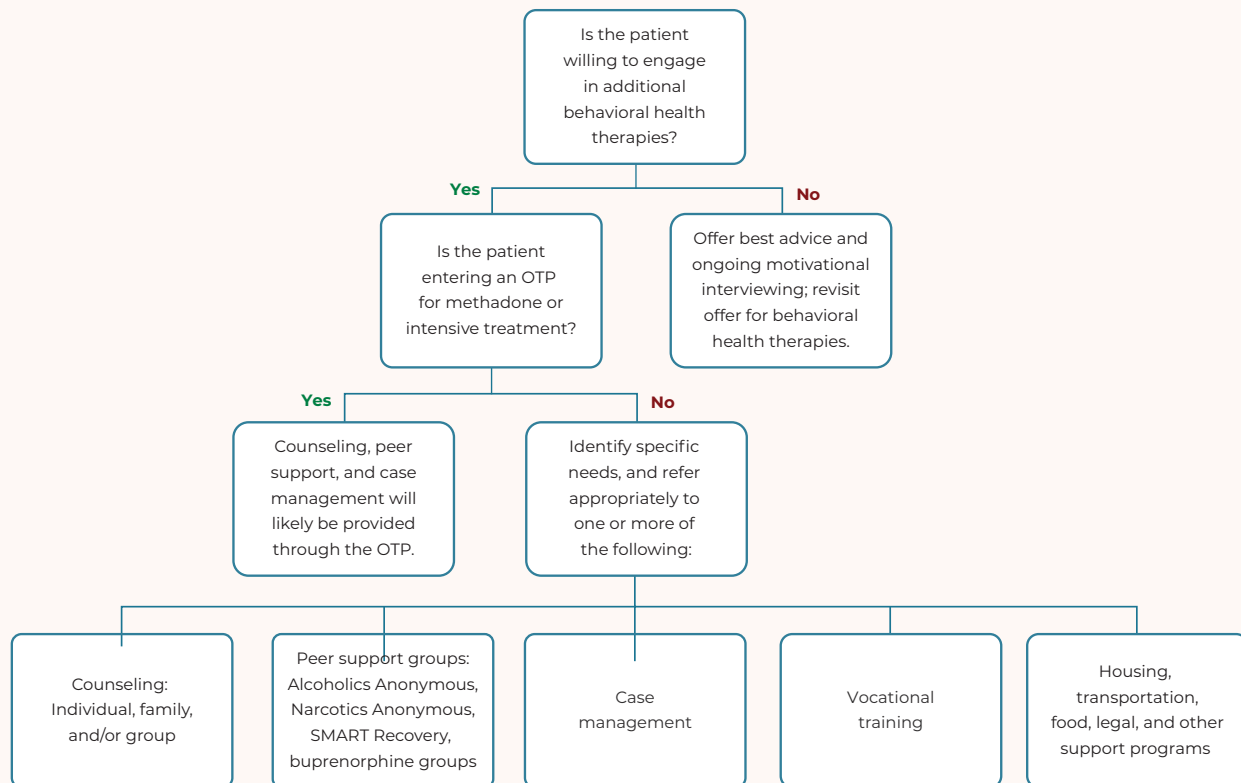 Is the patient
willing to engage
in additional
behavioral health
therapies?
Yes
No
Is the patient
entering an OTP
for methadone or
intensive treatment?
Offer best advice and
ongoing motivational
interviewing; revisit
offer for behavioral
health therapies.
Yes
No
Counseling, peer
support, and case
management will
likely be provided
through the OTP.
Identify specific
needs, and refer
appropriately to
one or more of
the following:
Counseling:
Individual, family,
and/or group
Peer support groups:
Alcoholics Anonymous,
Narcotics Anonymous,
SMART Recovery,
buprenorphine groups
Case
management
Vocational
training
Housing,
transportation,
food, legal, and other
support programs